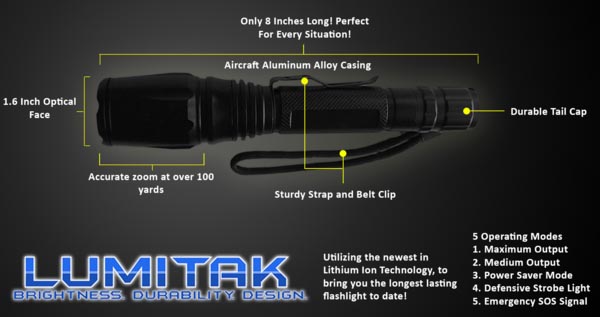 Only 8 Inches Long! Perfect
For Every Situation!
Aircraft Aluminum Alloy Casing
1.6 Inch Optical
Face
Durable Tail Cap
Accurate zoom at over 100
yards
Sturdy Strap and Belt Clip
LUMITAK
BRIGHTNESS. DURABILITY. DESIGN.
Utilizing the newest in
Lithium Ion Technology, to
bring you the longest lasting
flashlight to date!
5 Operating Modes
1. Maximum Output
2. Medium Output
3. Power Saver Mode
4. Defensive Strobe Light
5. Emergency SOS Signal